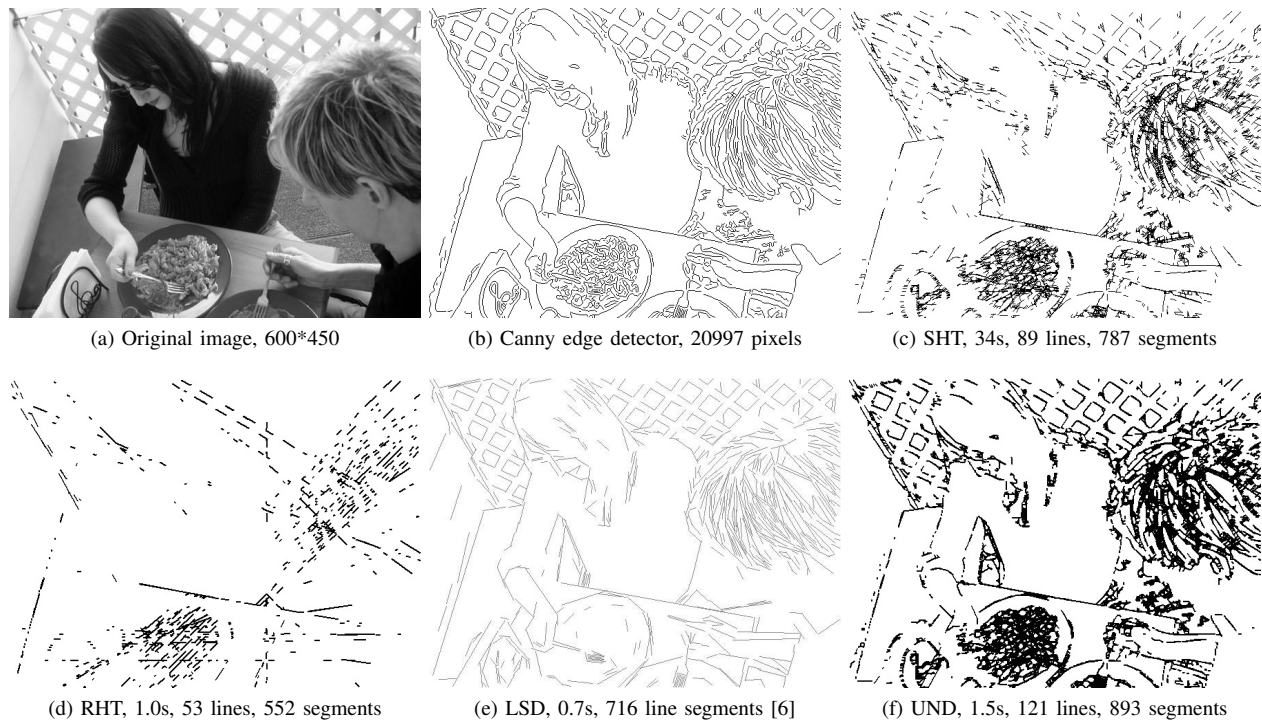 (a) Original image, 600*450
(b) Canny edge detector, 20997 pixels
(c) SHT, 34s, 89 lines, 787 segments
(d) RHT, 1.0s, 53 lines, 552 segments
(e) LSD, 0.7s, 716 line segments [6]
(f) UND, 1.5s, 121 lines, 893 segments